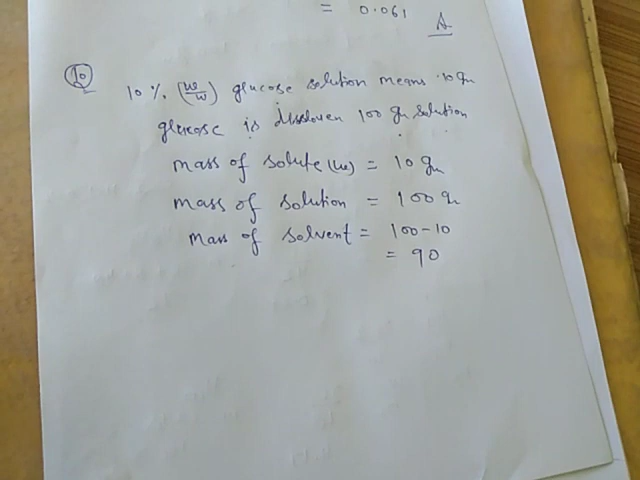 = 0.061
A
(10)
10 %. (w/w) glucose solution means 10 gm
glucose is 100 gm solution
mass of solute (w) = 10 gm
mass of solution = 100 gm
mass of solvent = 100-10
= 90